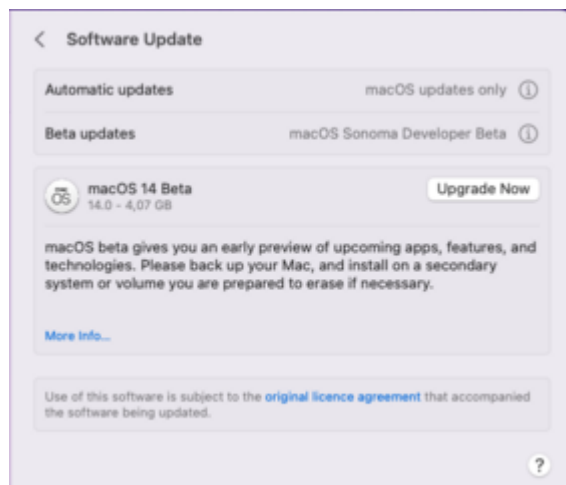 Software Update
Automatic updates macOS updates only
Beta updates macOS Sonoma Developer Beta
macOS 14 Beta
Upgrade Now
14.0 - 4,07 GB
macOS beta gives you an early preview of upcoming apps, features, and
technologies. Please back up your Mac, and install on a secondary
system or volume you are prepared to erase if necessary.
More Info...
Use of this software is subject to the original licence agreement that accompanied
the software being updated.
?